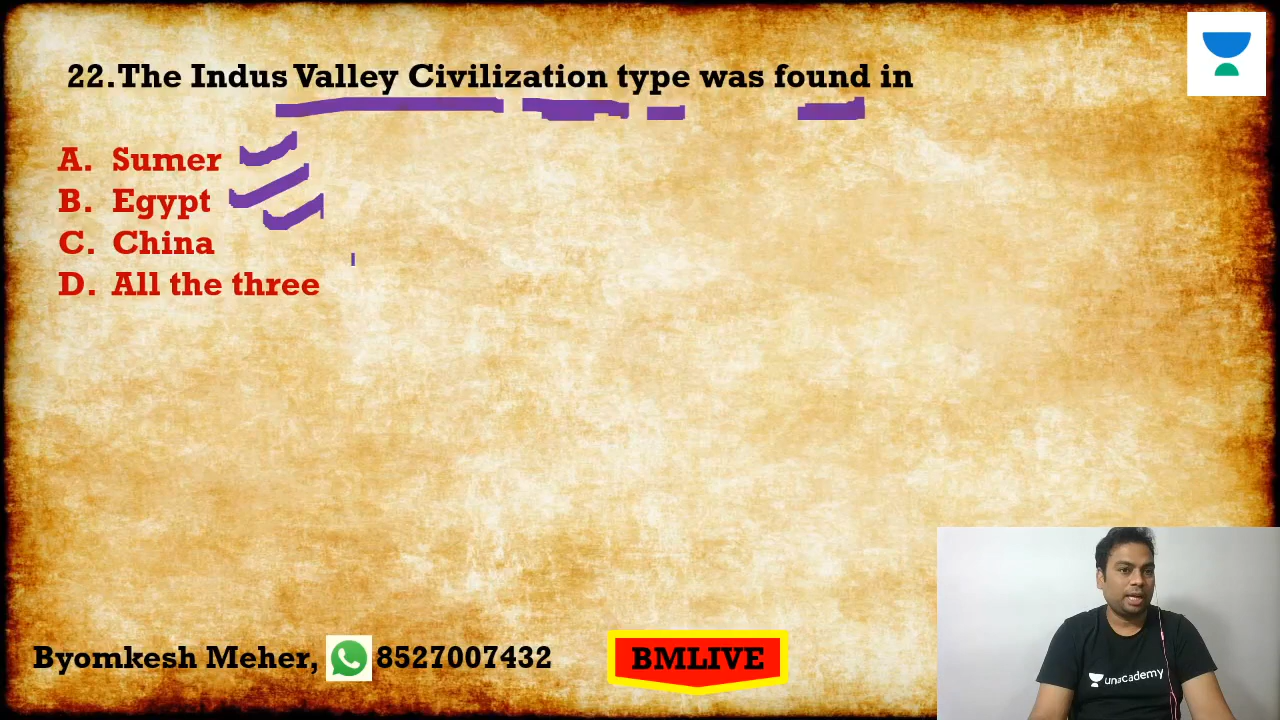 22.The Indus Valley Civilization type was found in
A. Sumer
B. Egypt
C. China
D. All the three
Byomkesh Meher, 8527007432
BMLIVE
unacademy